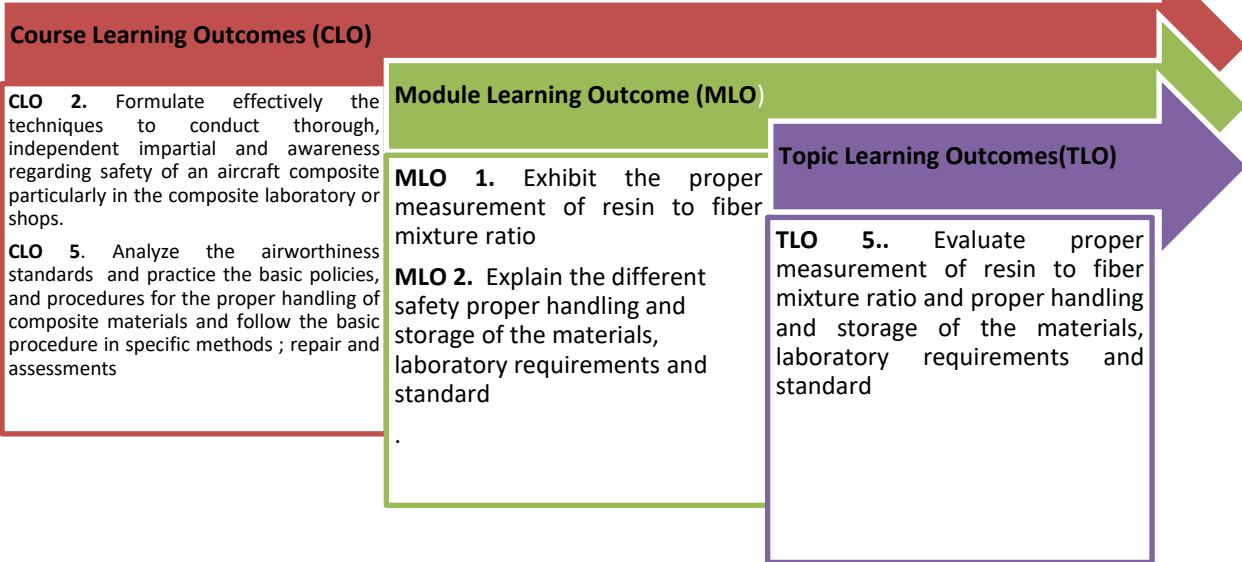 Course Learning Outcomes (CLO)
CLO 2. Formulate effectively the
techniques to conduct thorough,
independent impartial and awareness
regarding safety of an aircraft composite
particularly in the composite laboratory or
shops.
CLO 5. Analyze the airworthiness
standards and practice the basic policies,
and procedures for the proper handling of
composite materials and follow the basic
procedure in specific methods ; repair and
assessments
Module Learning Outcome (MLO)
MLO 1. Exhibit the proper
measurement of resin to fiber
mixture ratio
MLO 2. Explain the different
safety proper handling and
storage of the materials,
laboratory requirements and
standard
.
Topic Learning Outcomes(TLO)
TLO 5.. Evaluate proper
measurement of resin to fiber
mixture ratio and proper handling
and storage of the materials,
laboratory requirements and
standard